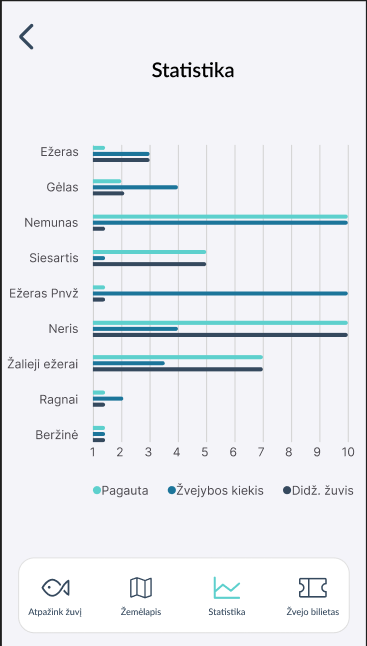 Statistika
Ežeras
Gėlas
Nemunas
Siesartis
Ežeras Pnvž
Neris
Žalieji ežerai
Ragnai
Beržinė
1 2 3 4 5 6 7 8 9 10
Pagauta Žvejybos kiekis Didž. žuvis
Atpažink žuvį Žemėlapis Statistika Žvejo bilietas